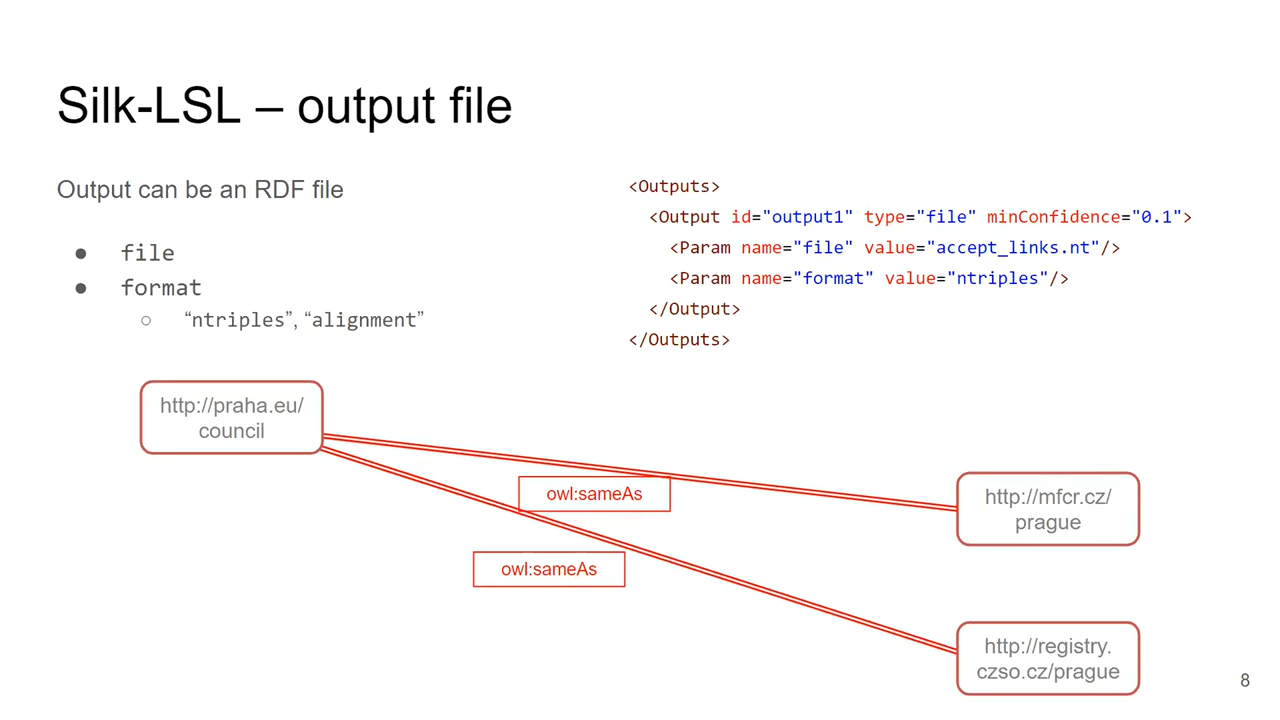 Silk-LSL – output file
Output can be an RDF file
● file
● format
○ “ntriples”, “alignment”
<Outputs>
<Output id="output1" type="file" minConfidence="0.1">
<Param name="file" value="accept_links.nt"/>
<Param name="format" value="ntriples"/>
</Output>
</Outputs>
http://praha.eu/
council
owl:sameAs
http://mfcr.cz/
prague
owl:sameAs
http://registry.
czso.cz/prague
8